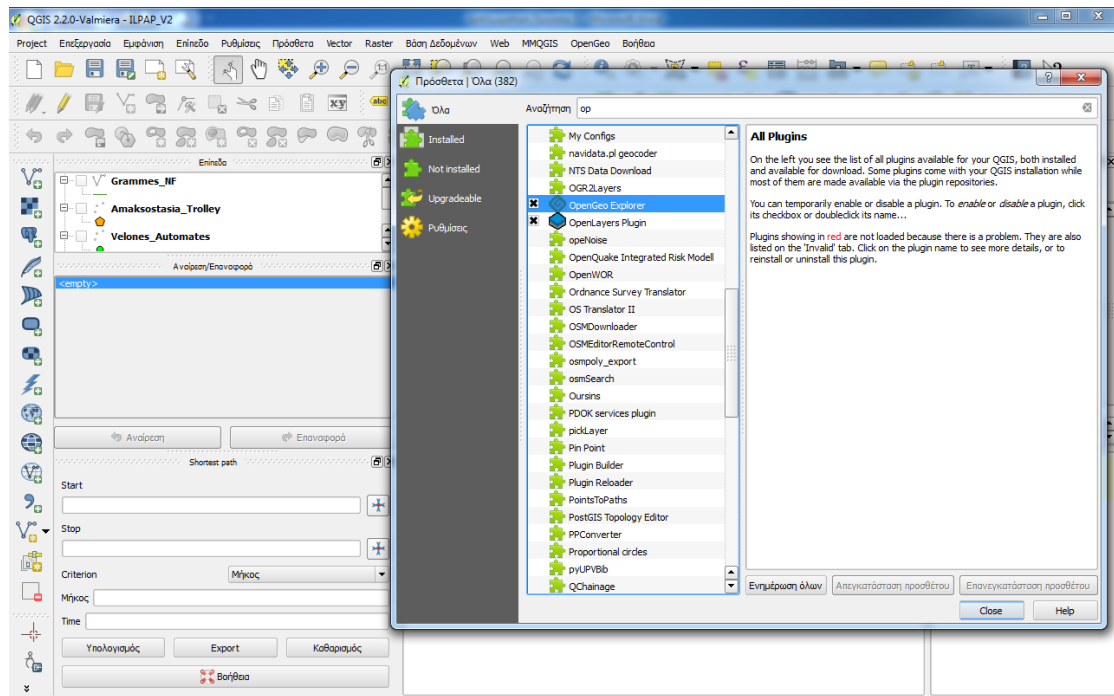 QGIS 2.2.0-Valmiera - ILPAP_V2
Project Επεξεργασία Εμφάνιση Επίπεδο Ρυθμίσεις Πρόσθετα Vector Raster Βάση Δεδομένων Web MMQGIS OpenGeo Βοήθεια
abc
Επίπεδα
Grammes_NF
Amaksostasia_Trolley
Velones_Automates
Αναίρεση/Επαναφορά
<empty>
Αναίρεση Επαναφορά
Shortest path
Start
Stop
Criterion Μήκος
Μήκος
Time
Υπολογισμός Export Καθαρισμός
Βοήθεια
Πρόσθετα | Όλα (382)
Όλα
Installed
Not installed
Upgradeable
Ρυθμίσεις
Αναζήτηση op
My Configs
navidata.pl geocoder
NTS Data Download
OGR2Layers
OpenGeo Explorer
OpenLayers Plugin
opeNoise
OpenQuake Integrated Risk Modell
OpenWOR
Ordnance Survey Translator
OS Translator II
OSMDownloader
OSMEditorRemoteControl
osmpoly_export
osmSearch
Oursins
PDOK services plugin
pickLayer
Pin Point
Plugin Builder
Plugin Reloader
PointsToPaths
PostGIS Topology Editor
PPConverter
Proportional circles
pyUPVBib
QChainage
All Plugins
On the left you see the list of all plugins available for your QGIS, both installed
and available for download. Some plugins come with your QGIS installation while
most of them are made available via the plugin repositories.
You can temporarily enable or disable a plugin. To enable or disable a plugin, click
its checkbox or doubleclick its name...
Plugins showing in red are not loaded because there is a problem. They are also
listed on the 'Invalid' tab. Click on the plugin name to see more details, or to
reinstall or uninstall this plugin.
Ενημέρωση όλων Απεγκατάσταση προσθέτου Επανεγκατάσταση προσθέτου
Close Help